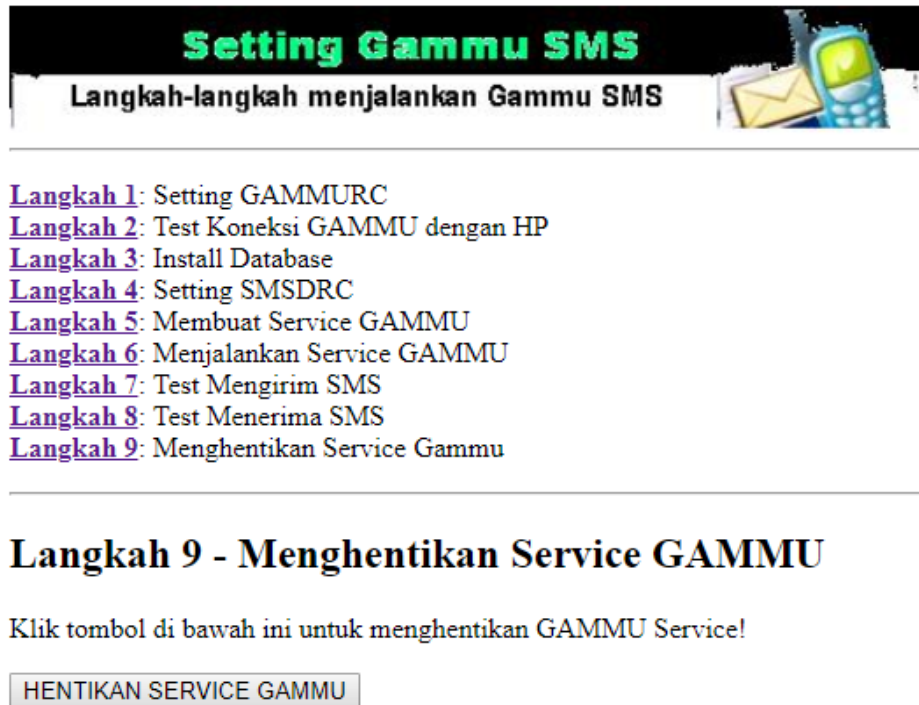 Setting Gammu SMS
Langkah-langkah menjalankan Gammu SMS
Langkah 1: Setting GAMMURC
Langkah 2: Test Koneksi GAMMU dengan HP
Langkah 3: Install Database
Langkah 4: Setting SMSDRC
Langkah 5: Membuat Service GAMMU
Langkah 6: Menjalankan Service GAMMU
Langkah 7: Test Mengirim SMS
Langkah 8: Test Menerima SMS
Langkah 9: Menghentikan Service Gammu
Langkah 9 - Menghentikan Service GAMMU
Klik tombol di bawah ini untuk menghentikan GAMMU Service!
HENTIKAN SERVICE GAMMU